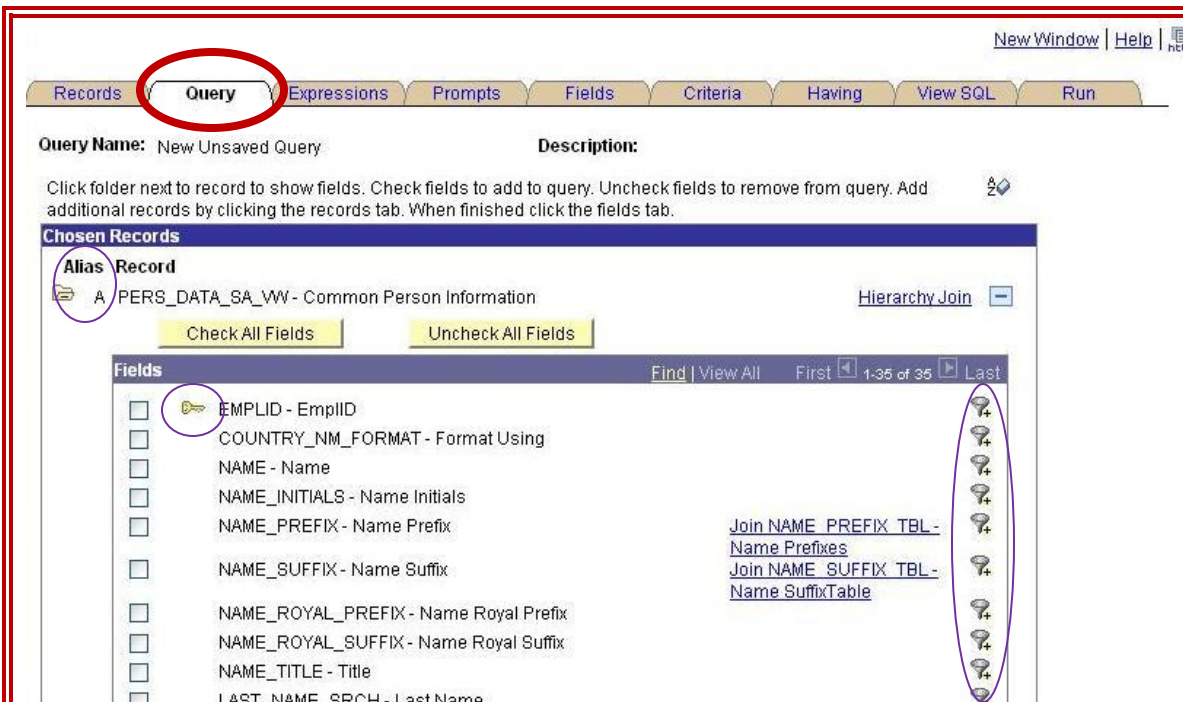 New Window | Help |
Records Query Expressions Prompts Fields Criteria Having View SQL Run
Query Name: New Unsaved Query Description:
Click folder next to record to show fields. Check fields to add to query. Uncheck fields to remove from query. Add
additional records by clicking the records tab. When finished click the fields tab.
Chosen Records
Alias Record
A PERS_DATA_SA_VW - Common Person Information Hierarchy Join
Check All Fields Uncheck All Fields
Fields Find | View All First 1-35 of 35 Last
EMPLID - EmplID
COUNTRY_NM_FORMAT - Format Using
NAME - Name
NAME_INITIALS - Name Initials
NAME_PREFIX - Name Prefix Join NAME_PREFIX_TBL -
Name Prefixes
NAME_SUFFIX - Name Suffix Join NAME_SUFFIX_TBL -
Name SuffixTable
NAME_ROYAL_PREFIX - Name Royal Prefix
NAME_ROYAL_SUFFIX - Name Royal Suffix
NAME_TITLE - Title
LAST_NAME_SRCH - Last Name